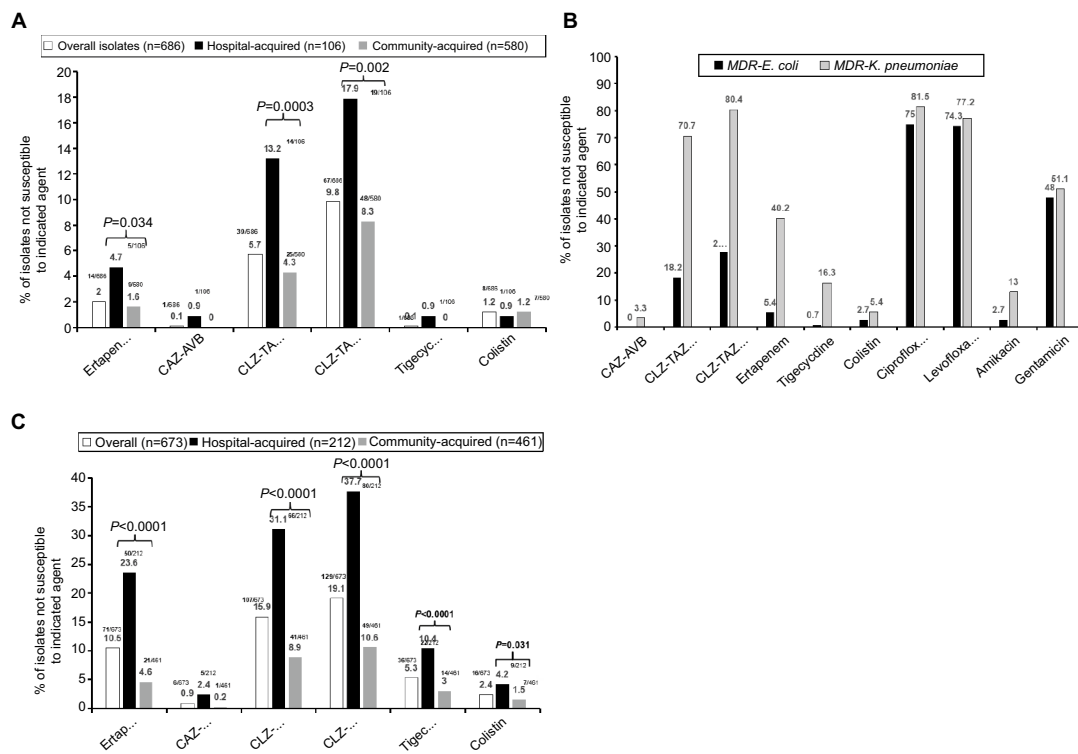 A
Overall isolates (n=686) Hospital-acquired (n=106) Community-acquired (n=580)
% of isolates not susceptible
to indicated agent
20
18
16
14
12
10
8
6
4
2
0
P=0.034
14/686
2
4.7
5/106
9/580
1.6
1/686
0.1
0.9
1/106
0
P=0.0003
39/686
5.7
13.2
14/106
25/580
4.3
P=0.002
67/686
9.8
17.9
19/106
48/580
8.3
1/686
0.1
0.9
1/106
0
8/686
1.2
1/106
0.9
1.2
7/580
Ertapen...
CAZ-AVB
CLZ-TA...
CLZ-TA...
Tigecyc...
Colistin
B
MDR-E. coli MDR-K. pneumoniae
% of isolates not susceptible
to indicated agent
100
90
80
70
60
50
40
30
20
10
0
0
3.3
18.2
70.7
2...
80.4
5.4
40.2
0.7
16.3
2.7
5.4
75
81.5
74.3
77.2
2.7
13
48
51.1
CAZ-AVB
CLZ-TAZ...
CLZ-TAZ...
Ertapenem
Tigecycdine
Colistin
Ciproflox...
Levofloxa...
Amikacin
Gentamicin
C
Overall (n=673) Hospital-acquired (n=212) Community-acquired (n=461)
% of isolates not susceptible
to indicated agent
40
35
30
25
20
15
10
5
0
P<0.0001
71/673
10.5
50/212
23.6
21/461
4.6
6/673
0.9
5/212
2.4
1/461
0.2
P<0.0001
107/673
15.9
31.1
66/212
41/461
8.9
P<0.0001
129/673
19.1
37.7
80/212
49/461
10.6
P<0.0001
36/673
5.3
10.4
22/212
14/461
3
P=0.031
16/673
2.4
9/212
4.2
7/461
1.5
Ertap...
CAZ-...
CLZ-...
CLZ-...
Tigec...
Colistin